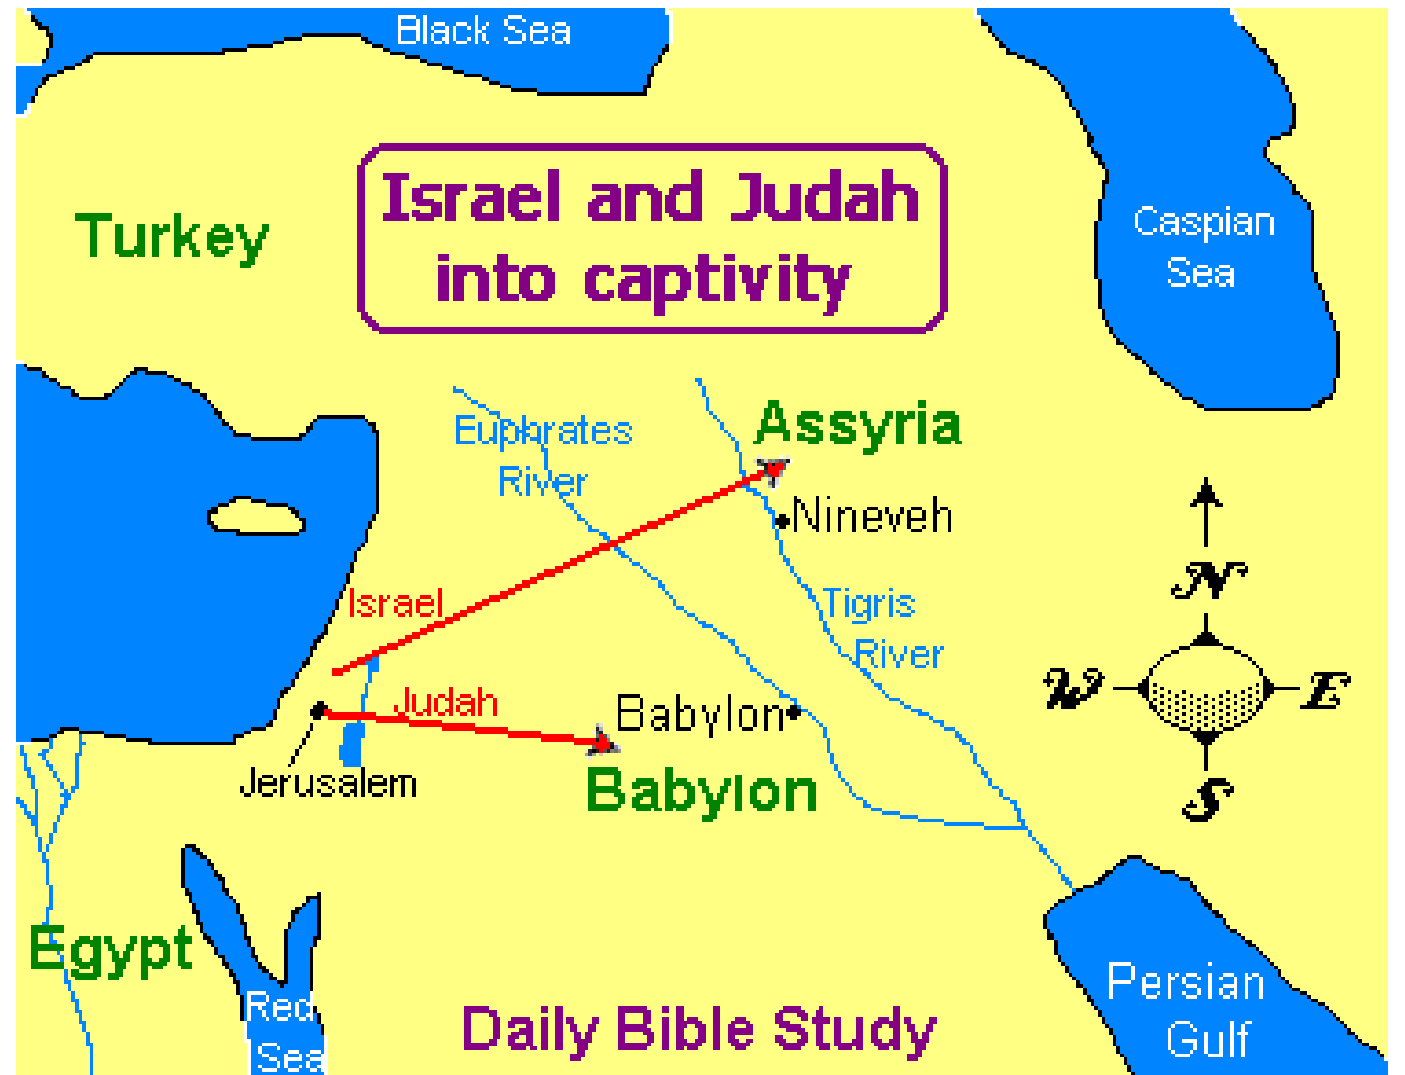 Black Sea
Israel and Judah
into captivity
Turkey
Caspian
Sea
Assyria
Euphrates
River
Nineveh
Israel
Tigris
River
N
W
E
S
Judah
Babylon
Jerusalem
Babylon
Egypt
Red
Sea
Persian
Gulf
Daily Bible Study